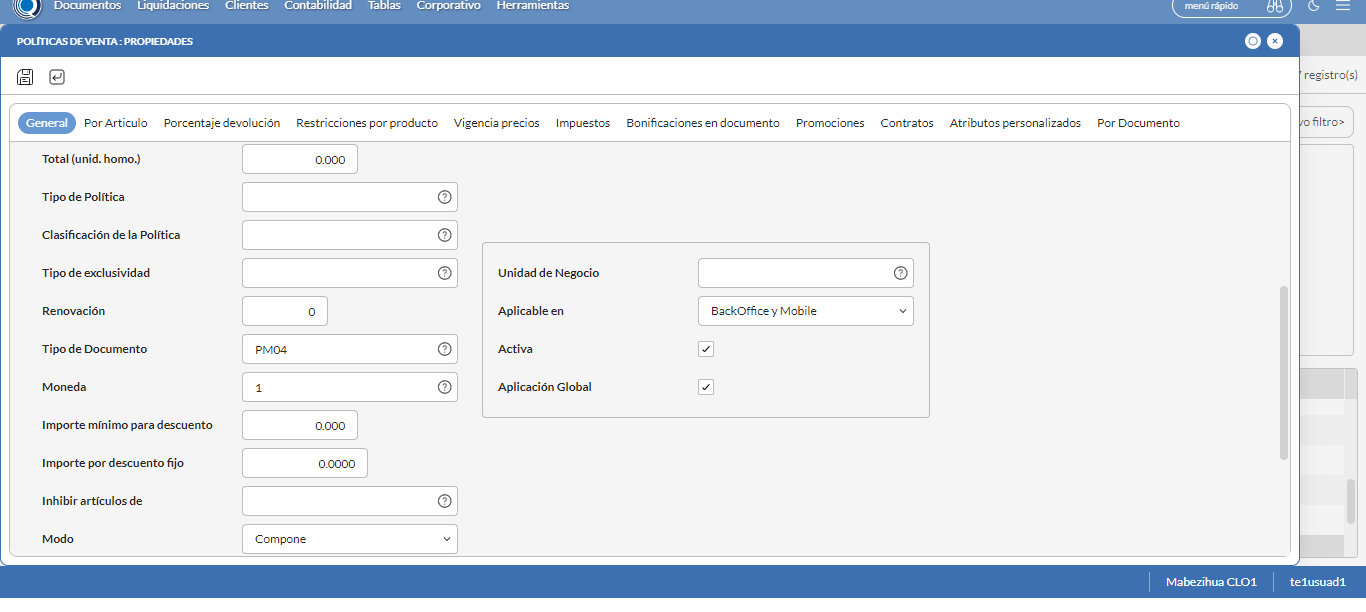 Documentos Liquidaciones Clientes Contabilidad Tablas Corporativo Herramientas menú rápido
POLÍTICAS DE VENTA : PROPIEDADES
registro(s)
General Por Articulo Porcentaje devolución Restricciones por producto Vigencia precios Impuestos Bonificaciones en documento Promociones Contratos Atributos personalizados Por Documento
vo filtro>
Total (unid. homo.) 0.000
Tipo de Política
Clasificación de la Política
Tipo de exclusividad Unidad de Negocio
Renovación 0 Aplicable en BackOffice y Mobile
Tipo de Documento PM04 Activa
Moneda 1 Aplicación Global
Importe mínimo para descuento 0.000
Importe por descuento fijo 0.0000
Inhibir artículos de
Modo Compone
Mabezihua CLO1 te1usuad1